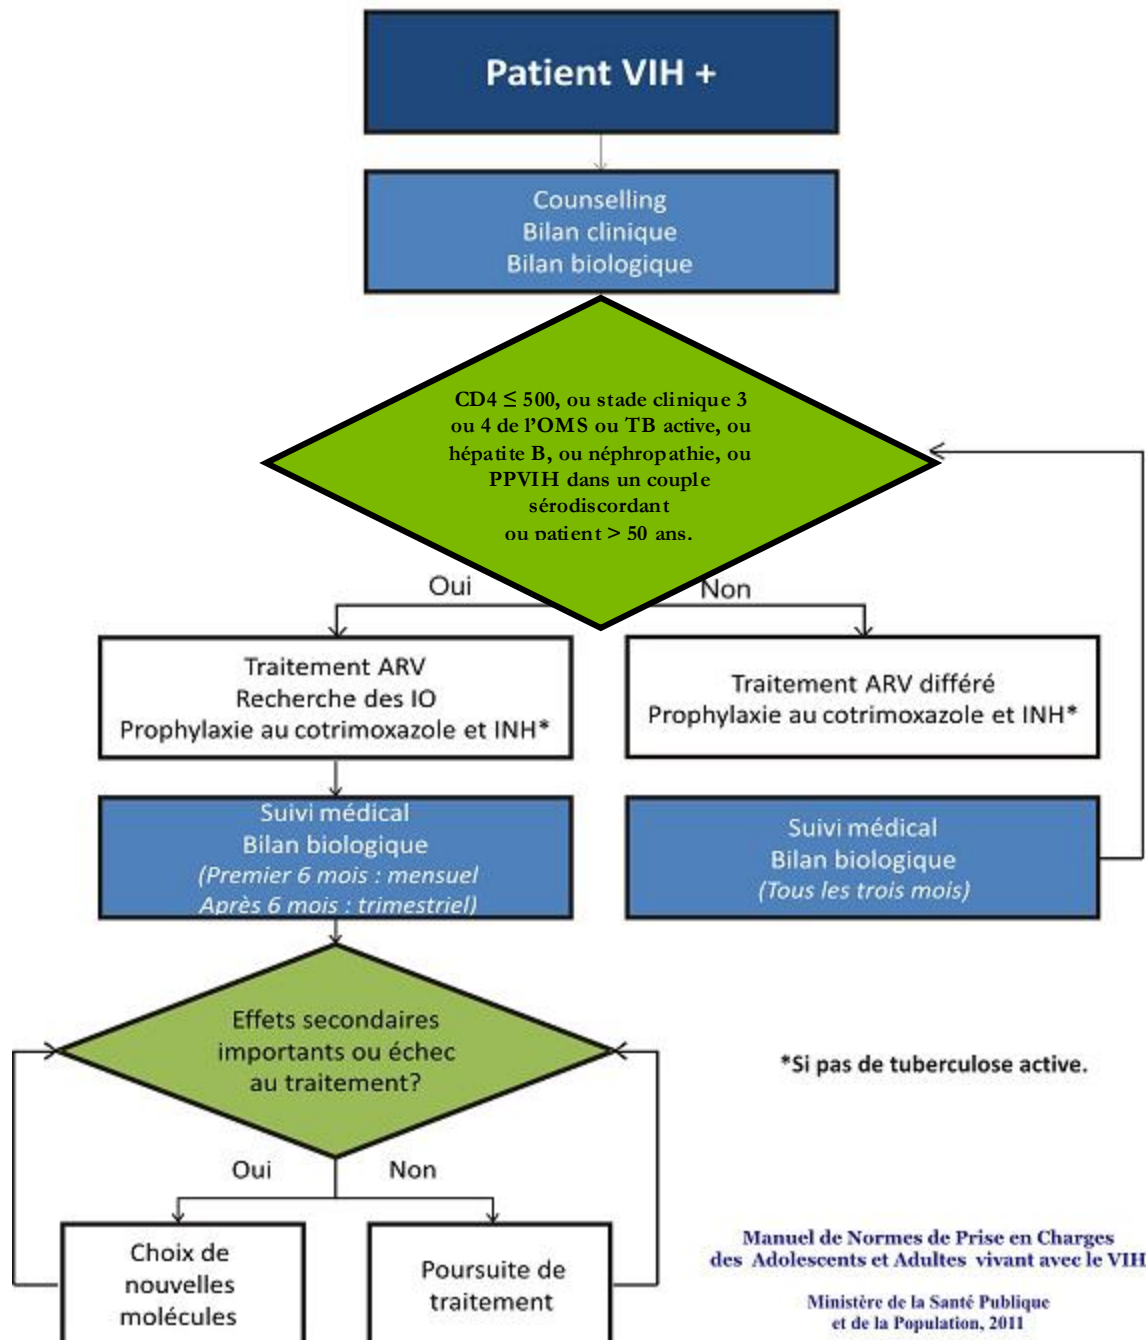 Patient VIH +
Counselling
Bilan clinique
Bilan biologique
CD4 ≤ 500, ou stade clinique 3
ou 4 de l’OMS ou TB active, ou
hépatite B, ou néphropathie, ou
PPVIH dans un couple
sérodiscordant
ou patient > 50 ans.
Oui
Non
Traitement ARV
Recherche des IO
Prophylaxie au cotrimoxazole et INH*
Traitement ARV différé
Prophylaxie au cotrimoxazole et INH*
Suivi médical
Bilan biologique
(Premier 6 mois : mensuel
Après 6 mois : trimestriel)
Suivi médical
Bilan biologique
(Tous les trois mois)
Effets secondaires
importants ou échec
au traitement?
*Si pas de tuberculose active.
Oui
Non
Choix de
nouvelles
molécules
Poursuite de
traitement
Manuel de Normes de Prise en Charges
des Adolescents et Adultes vivant avec le VIH
Ministère de la Santé Publique
et de la Population, 2011